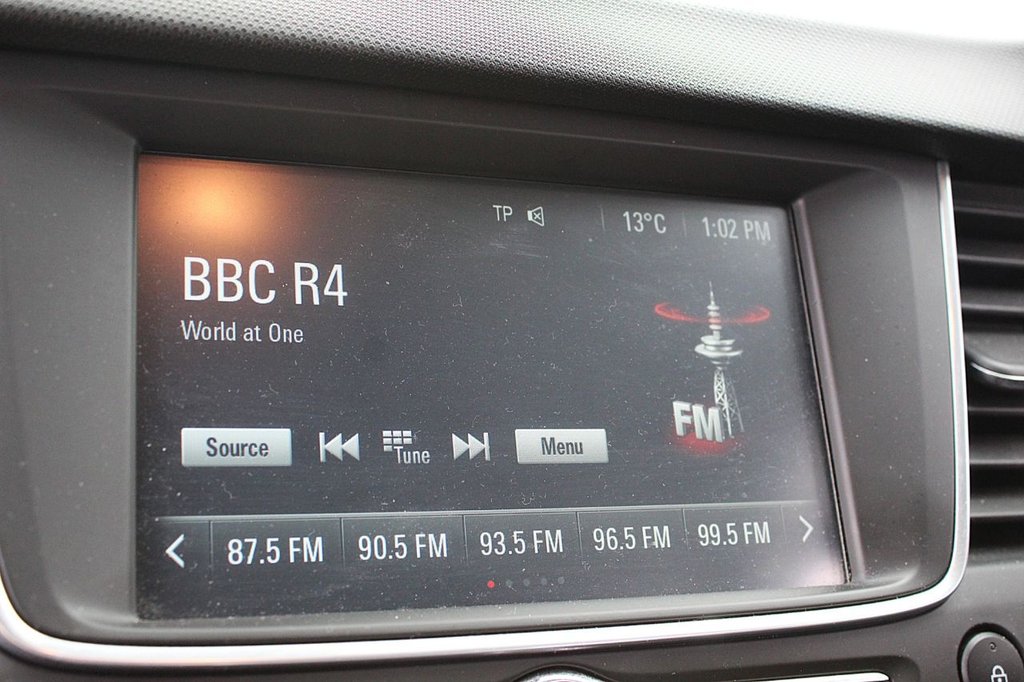 TP 13°C 1:02 PM
BBC R4
World at One
FM
Source Tune Menu
87.5 FM 90.5 FM 93.5 FM 96.5 FM 99.5 FM